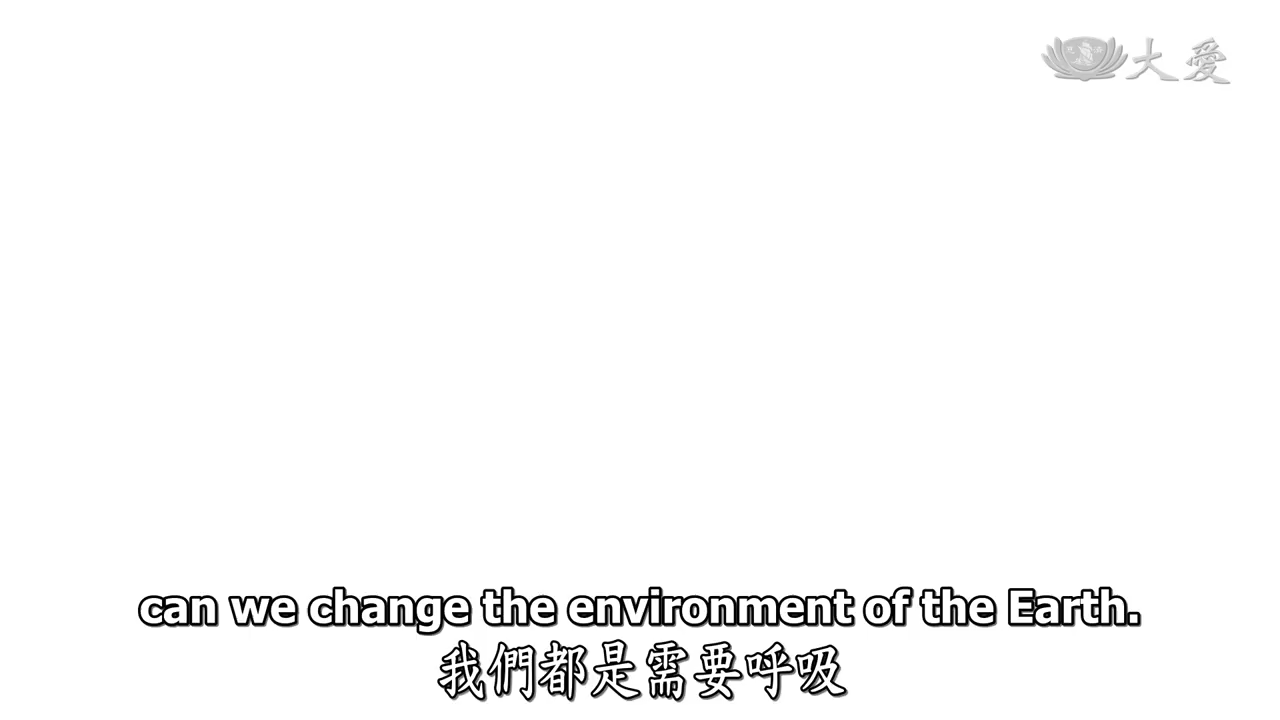 大愛
can we change the environment of the Earth.
我們都是需要呼吸